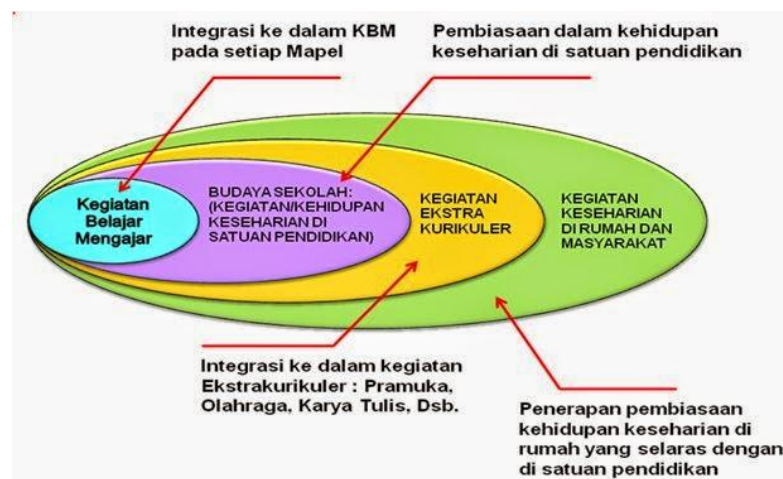 Integrasi ke dalam KBM
pada setiap Mapel
Pembiasaan dalam kehidupan
keseharian di satuan pendidikan
Kegiatan
Belajar
Mengajar
BUDAYA SEKOLAH:
(KEGIATAN/KEHIDUPAN
KESEHARIAN DI
SATUAN PENDIDIKAN)
KEGIATAN
EKSTRA
KURIKULER
KEGIATAN
KESEHARIAN
DI RUMAH DAN
MASYARAKAT
Integrasi ke dalam kegiatan
Ekstrakurikuler : Pramuka,
Olahraga, Karya Tulis, Dsb.
Penerapan pembiasaan
kehidupan keseharian di
rumah yang selaras dengan
di satuan pendidikan